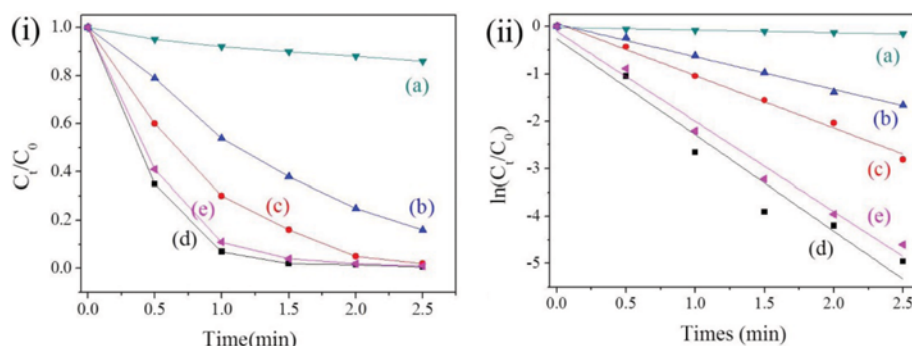 (i)
1.0
0.8
0.6
0.4
0.2
0.0
C_t/C_0
(a)
(b)
(c)
(e)
(d)
0.0 0.5 1.0 1.5 2.0 2.5
Time(min)
(ii)
0
-1
-2
-3
-4
-5
ln(C_t/C_0)
(a)
(b)
(c)
(e)
(d)
0.0 0.5 1.0 1.5 2.0 2.5
Times (min)